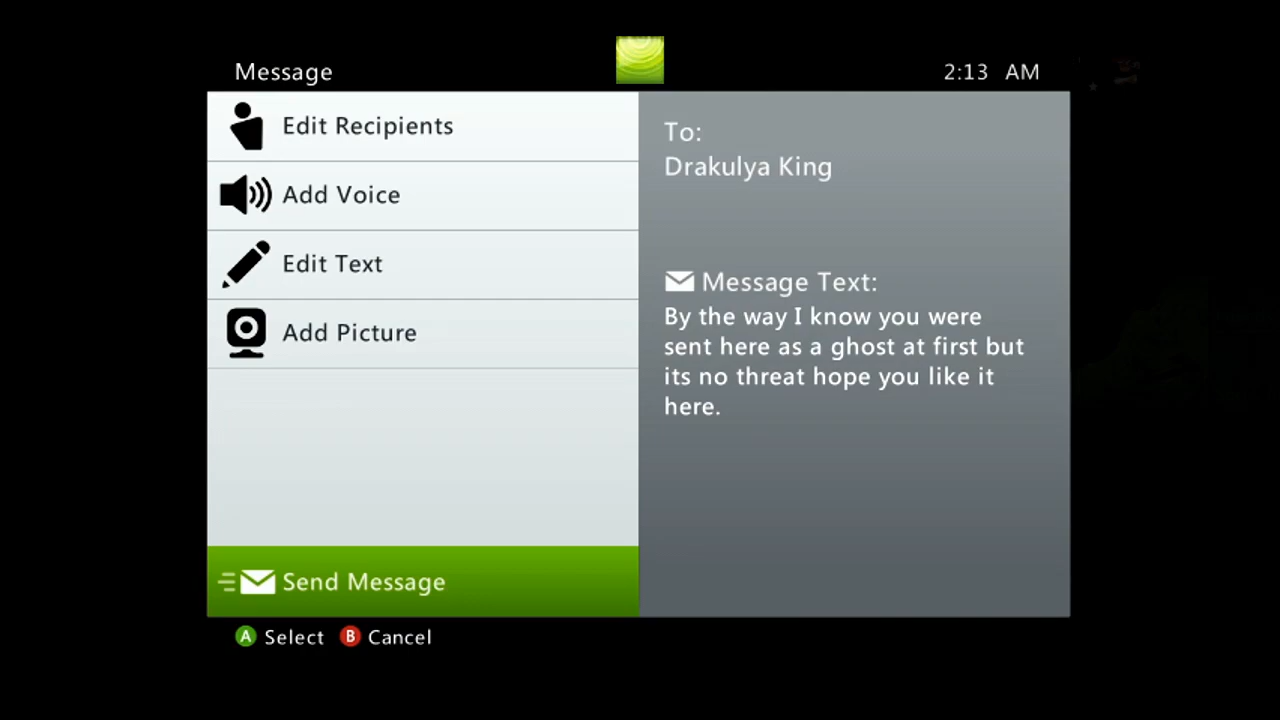 Message
2:13 AM
Edit Recipients
Add Voice
Edit Text
Add Picture
Send Message
To:
Drakulya King
Message Text:
By the way I know you were
sent here as a ghost at first but
its no threat hope you like it
here.
A Select B Cancel